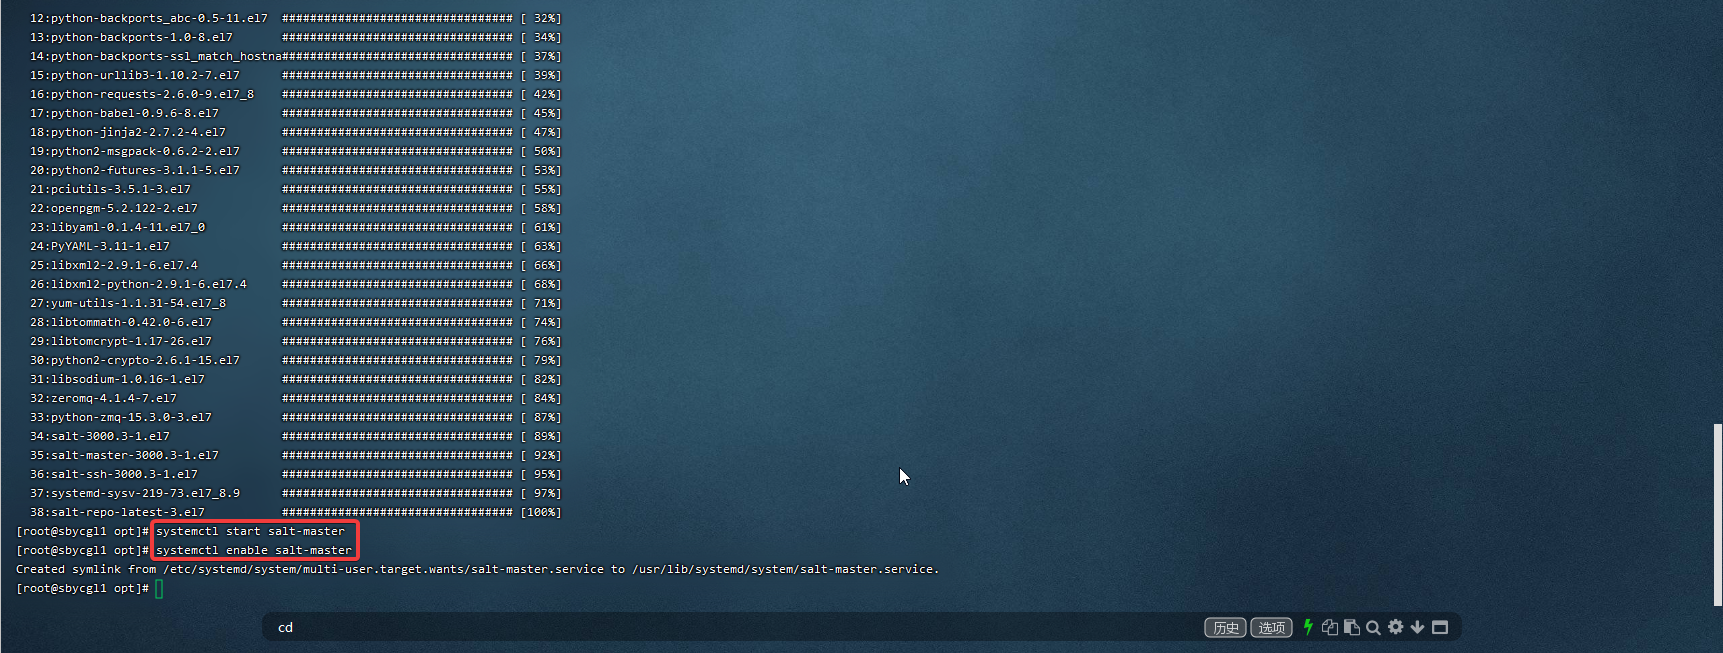 12:python-backports_abc-0.5-11.el7  ################################# [ 32%]
13:python-backports-1.0-8.el7       ################################# [ 34%]
14:python-backports-ssl_match_hostna################################# [ 37%]
15:python-urllib3-1.10.2-7.el7      ################################# [ 39%]
16:python-requests-2.6.0-9.el7_8    ################################# [ 42%]
17:python-babel-0.9.6-8.el7         ################################# [ 45%]
18:python-jinja2-2.7.2-4.el7        ################################# [ 47%]
19:python2-msgpack-0.6.2-2.el7      ################################# [ 50%]
20:python2-futures-3.1.1-5.el7      ################################# [ 53%]
21:pciutils-3.5.1-3.el7             ################################# [ 55%]
22:openpgm-5.2.122-2.el7            ################################# [ 58%]
23:libyaml-0.1.4-11.el7_0           ################################# [ 61%]
24:PyYAML-3.11-1.el7                ################################# [ 63%]
25:libxml2-2.9.1-6.el7.4            ################################# [ 66%]
26:libxml2-python-2.9.1-6.el7.4     ################################# [ 68%]
27:yum-utils-1.1.31-54.el7_8        ################################# [ 71%]
28:libtommath-0.42.0-6.el7          ################################# [ 74%]
29:libtomcrypt-1.17-26.el7          ################################# [ 76%]
30:python2-crypto-2.6.1-15.el7      ################################# [ 79%]
31:libsodium-1.0.16-1.el7           ################################# [ 82%]
32:zeromq-4.1.4-7.el7               ################################# [ 84%]
33:python-zmq-15.3.0-3.el7          ################################# [ 87%]
34:salt-3000.3-1.el7                ################################# [ 89%]
35:salt-master-3000.3-1.el7         ################################# [ 92%]
36:salt-ssh-3000.3-1.el7            ################################# [ 95%]
37:systemd-sysv-219-73.el7_8.9      ################################# [ 97%]
38:salt-repo-latest-3.el7           ################################# [100%]
[root@sbycgl1 opt]# systemctl start salt-master
[root@sbycgl1 opt]# systemctl enable salt-master
Created symlink from /etc/systemd/system/multi-user.target.wants/salt-master.service to /usr/lib/systemd/system/salt-master.service.
[root@sbycgl1 opt]#
cd 历史 选项